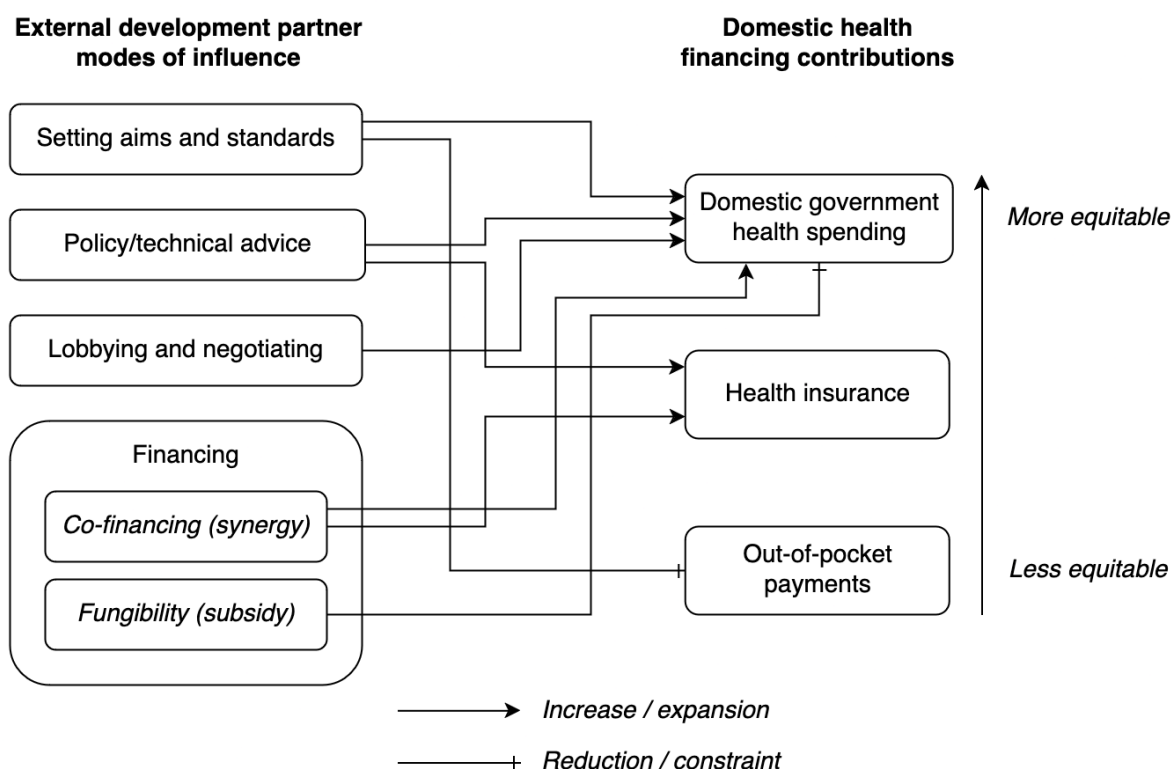 External development partner
modes of influence
Domestic health
financing contributions
Setting aims and standards
Policy/technical advice
Lobbying and negotiating
Financing
Co-financing (synergy)
Fungibility (subsidy)
Domestic government
health spending
Health insurance
Out-of-pocket
payments
More equitable
Less equitable
Increase / expansion
Reduction / constraint